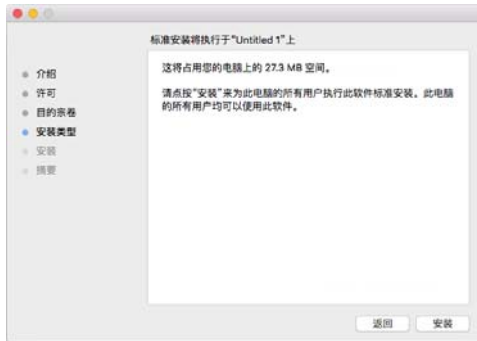 标准安装将执行于“Untitled 1”上
介绍
许可
目的宗卷
安装类型
安装
摘要
这将占用您的电脑上的 27.3 MB 空间。
请点按“安装”来为此电脑的所有用户执行此软件标准安装。此电脑
的所有用户均可以使用此软件。
返回
安装